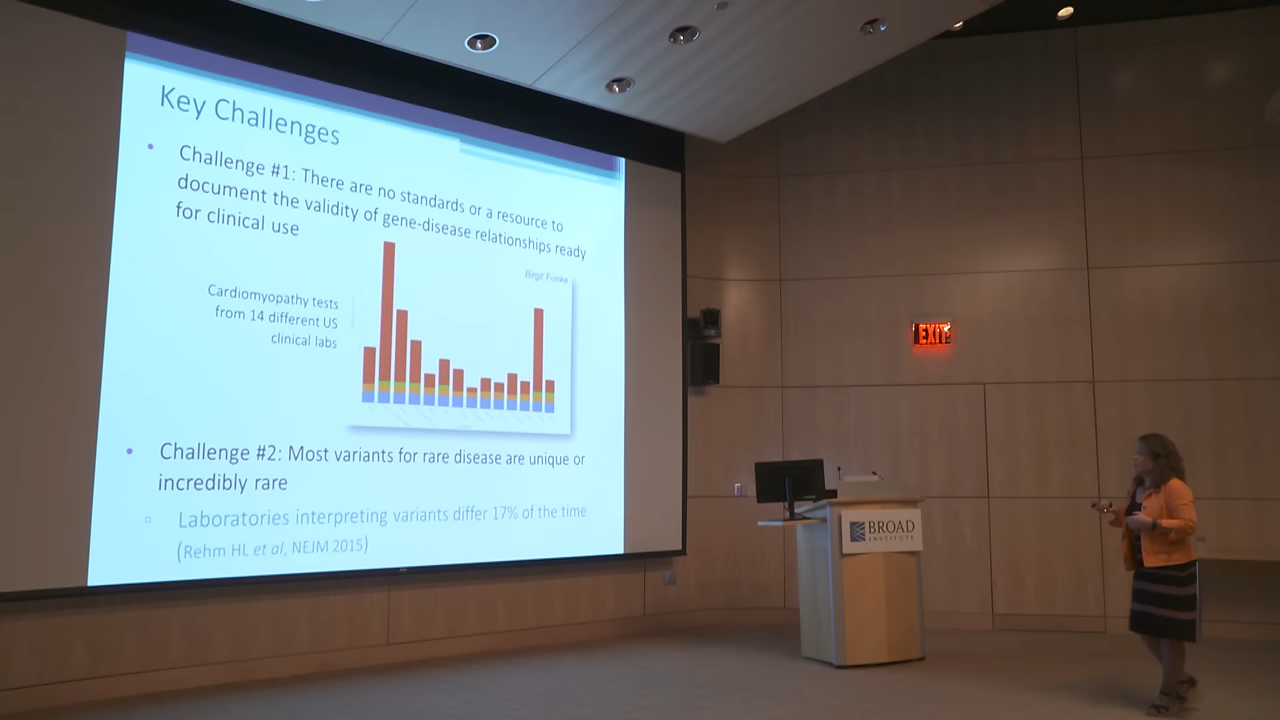 Key Challenges
Challenge #1: There are no standards or a resource to
document the validity of gene-disease relationships ready
for clinical use
Birgit Funke
Cardiomyopathy tests
from 14 different US
clinical labs
Challenge #2: Most variants for rare disease are unique or
incredibly rare
Laboratories interpreting variants differ 17% of the time
(Rehm HL et al, NEJM 2015)
EXIT
BROAD
INSTITUTE